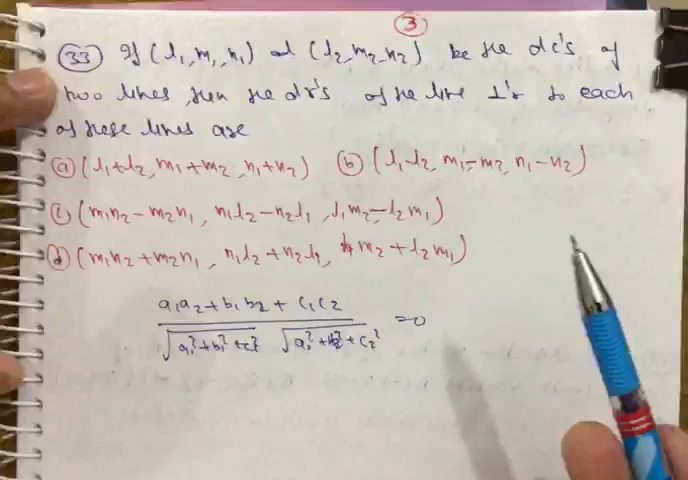 3
33 If (l₁, m₁, n₁) and (l₂, m₂, n₂) be the dc's of
two lines, then the dr's of the line ⊥'r to each
of these lines are
ⓐ (l₁+l₂, m₁+m₂, n₁+n₂) ⓑ (l₁-l₂, m₁-m₂, n₁-n₂)
ⓒ (m₁n₂-m₂n₁, n₁l₂-n₂l₁, l₁m₂-l₂m₁)
ⓓ (m₁n₂+m₂n₁, n₁l₂+n₂l₁, l₁m₂+l₂m₁)
a₁a₂+b₁b₂+c₁c₂
√a₁²+b₁²+c₁² √a₂²+b₂²+c₂² =0